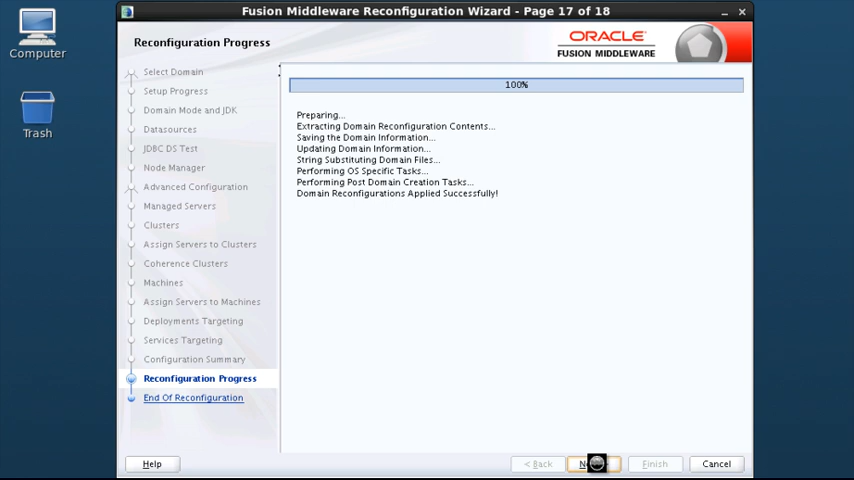 Fusion Middleware Reconfiguration Wizard - Page 17 of 18
Computer
Trash
Reconfiguration Progress
ORACLE
FUSION MIDDLEWARE
Select Domain
Setup Progress
Domain Mode and JDK
Datasources
JDBC DS Test
Node Manager
Advanced Configuration
Managed Servers
Clusters
Assign Servers to Clusters
Coherence Clusters
Machines
Assign Servers to Machines
Deployments Targeting
Services Targeting
Configuration Summary
Reconfiguration Progress
End Of Reconfiguration
100%
Preparing...
Extracting Domain Reconfiguration Contents...
Saving the Domain Information...
Updating Domain Information...
String Substituting Domain Files...
Performing OS Specific Tasks...
Performing Post Domain Creation Tasks...
Domain Reconfigurations Applied Successfully!
Help
< Back
Finish
Cancel